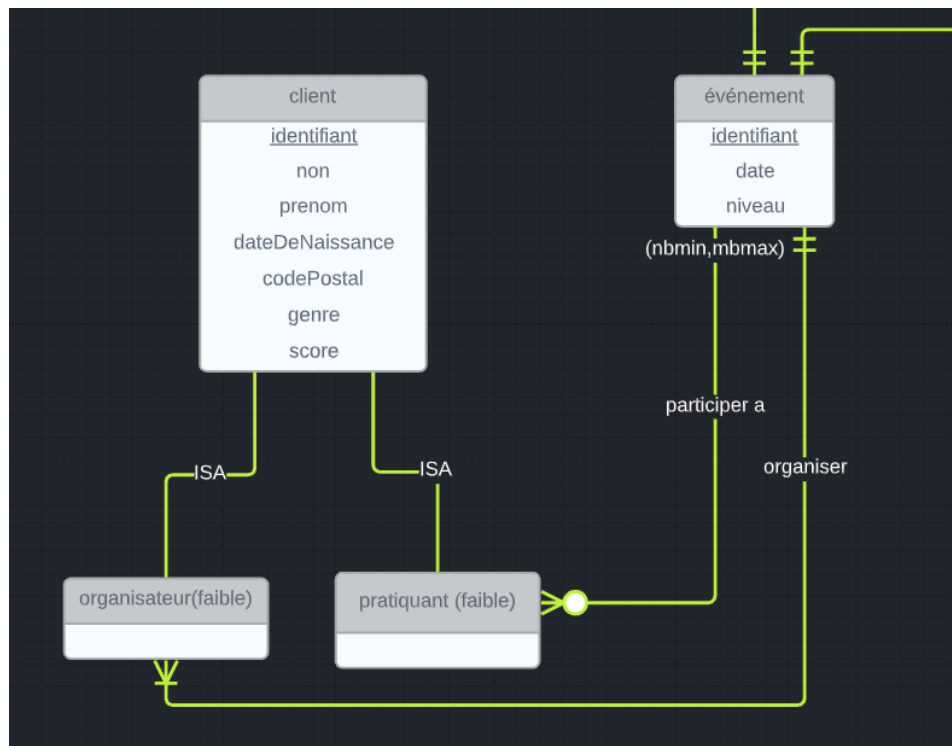 client
identifiant
non
prenom
dateDeNaissance
codePostal
genre
score
événement
identifiant
date
niveau
(nbmin,mbmax)
participer a
organiser
ISA
ISA
organisateur(faible)
pratiquant (faible)